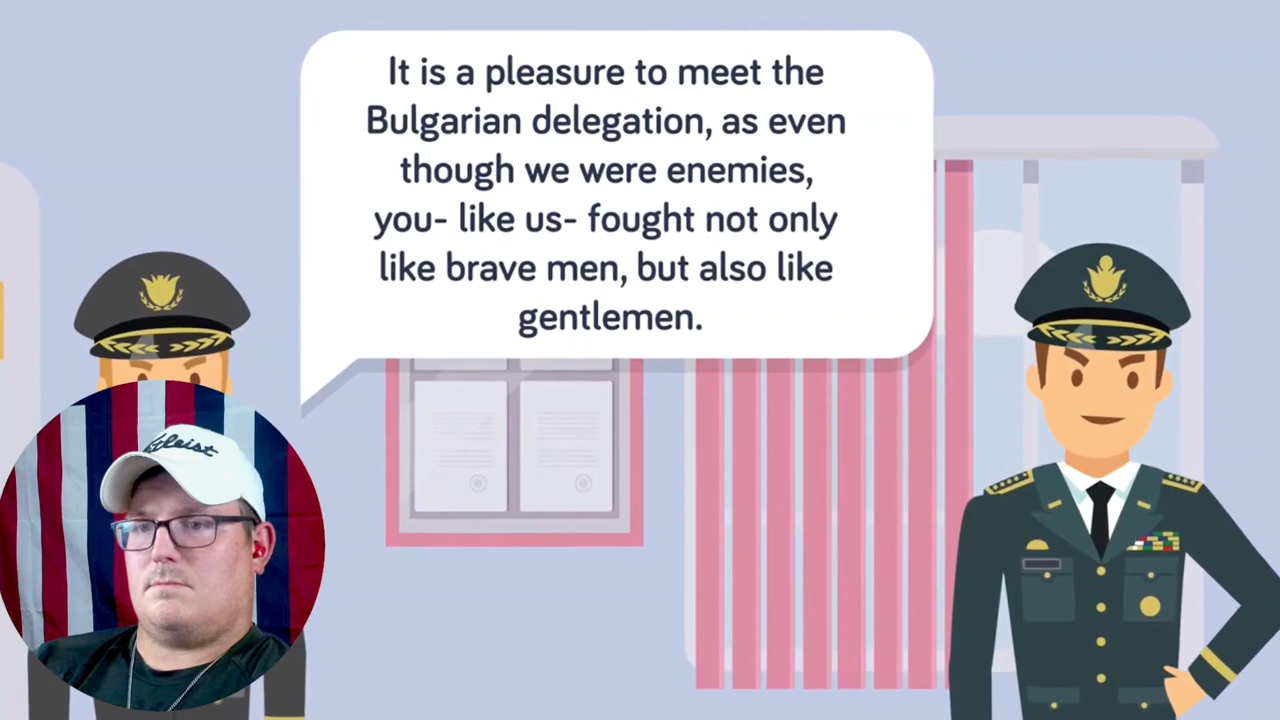 It is a pleasure to meet the
Bulgarian delegation, as even
though we were enemies,
you- like us- fought not only
like brave men, but also like
gentlemen.